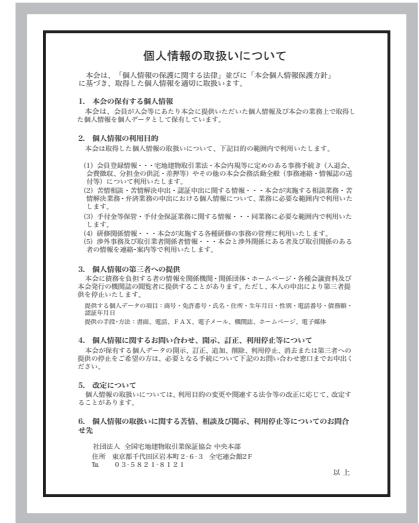 個人情報の取扱いについて
本会は、「個人情報の保護に関する法律」並びに「本会個人情報保護方針」
に基づき、取得した個人情報を適切に取扱います。
1. 本会の保有する個人情報
本会は、会員が入会等にあたり本会に提供いただいた個人情報及び本会の業務上で取得し
た個人情報を個人データとして保有しています。
2. 個人情報の利用目的
本会は取得した個人情報の取扱いについて、下記目的の範囲内で利用いたします。
(1) 会員登録情報・・・宅地建物取引業法・本会内規等に定めのある事務手続き（入退会、
会費徴収、分担金の供託・差押等）やその他の本会会務活動全般（事務連絡・情報誌の送
付等）について利用いたします。
(2) 苦情相談・苦情解決申出・認証申出に関する情報・・・本会が実施する相談業務・苦
情解決業務・弁済業務の申出における個人情報について、業務に必要な範囲内で利用いた
します。
(3) 手付金等保管・手付金保証業務に関する情報・・・同業務に必要な範囲内で利用いた
します。
(4) 研修関係情報・・・本会が実施する各種研修の事務の管理に利用いたします。
(5) 渉外事務及び取引業者関係者情報・・・本会と渉外関係にある者及び取引関係のある
者の情報を連絡・案内等で利用いたします。
3. 個人情報の第三者への提供
本会に債務を負担する者の情報を関係機関・関係団体・ホームページ・各種会議資料及び
本会発行の機関誌の閲覧者に提供することがあります。ただし、本人の申出により第三者提
供を停止いたします。
提供する個人データの項目：商号・免許番号・氏名・住所・生年月日・性別・電話番号・債務額・
認証年月日
提供の手段・方法：書面、電話、ＦＡＸ、電子メール、機関誌、ホームページ、電子媒体
4. 個人情報に関するお問い合わせ、開示、訂正、利用停止等について
本会が保有する個人データの開示、訂正、追加、削除、利用停止、消去または第三者への
提供の停止をご希望の方は、必要となる手続について下記のお問い合わせ窓口までお申出くだ
さい。
5. 改定について
個人情報の取扱いについては、利用目的の変更や関連する法令等の改正に応じて、改定す
ることがあります。
6. 個人情報の取扱いに関する苦情、相談及び開示、利用停止等についてのお問合
せ先
社団法人 全国宅地建物取引業保証協会 中央本部
住所 東京都千代田区岩本町２-６-３ 全宅連会館２Ｆ
℡ ０３-５８２１-８１２１
以 上